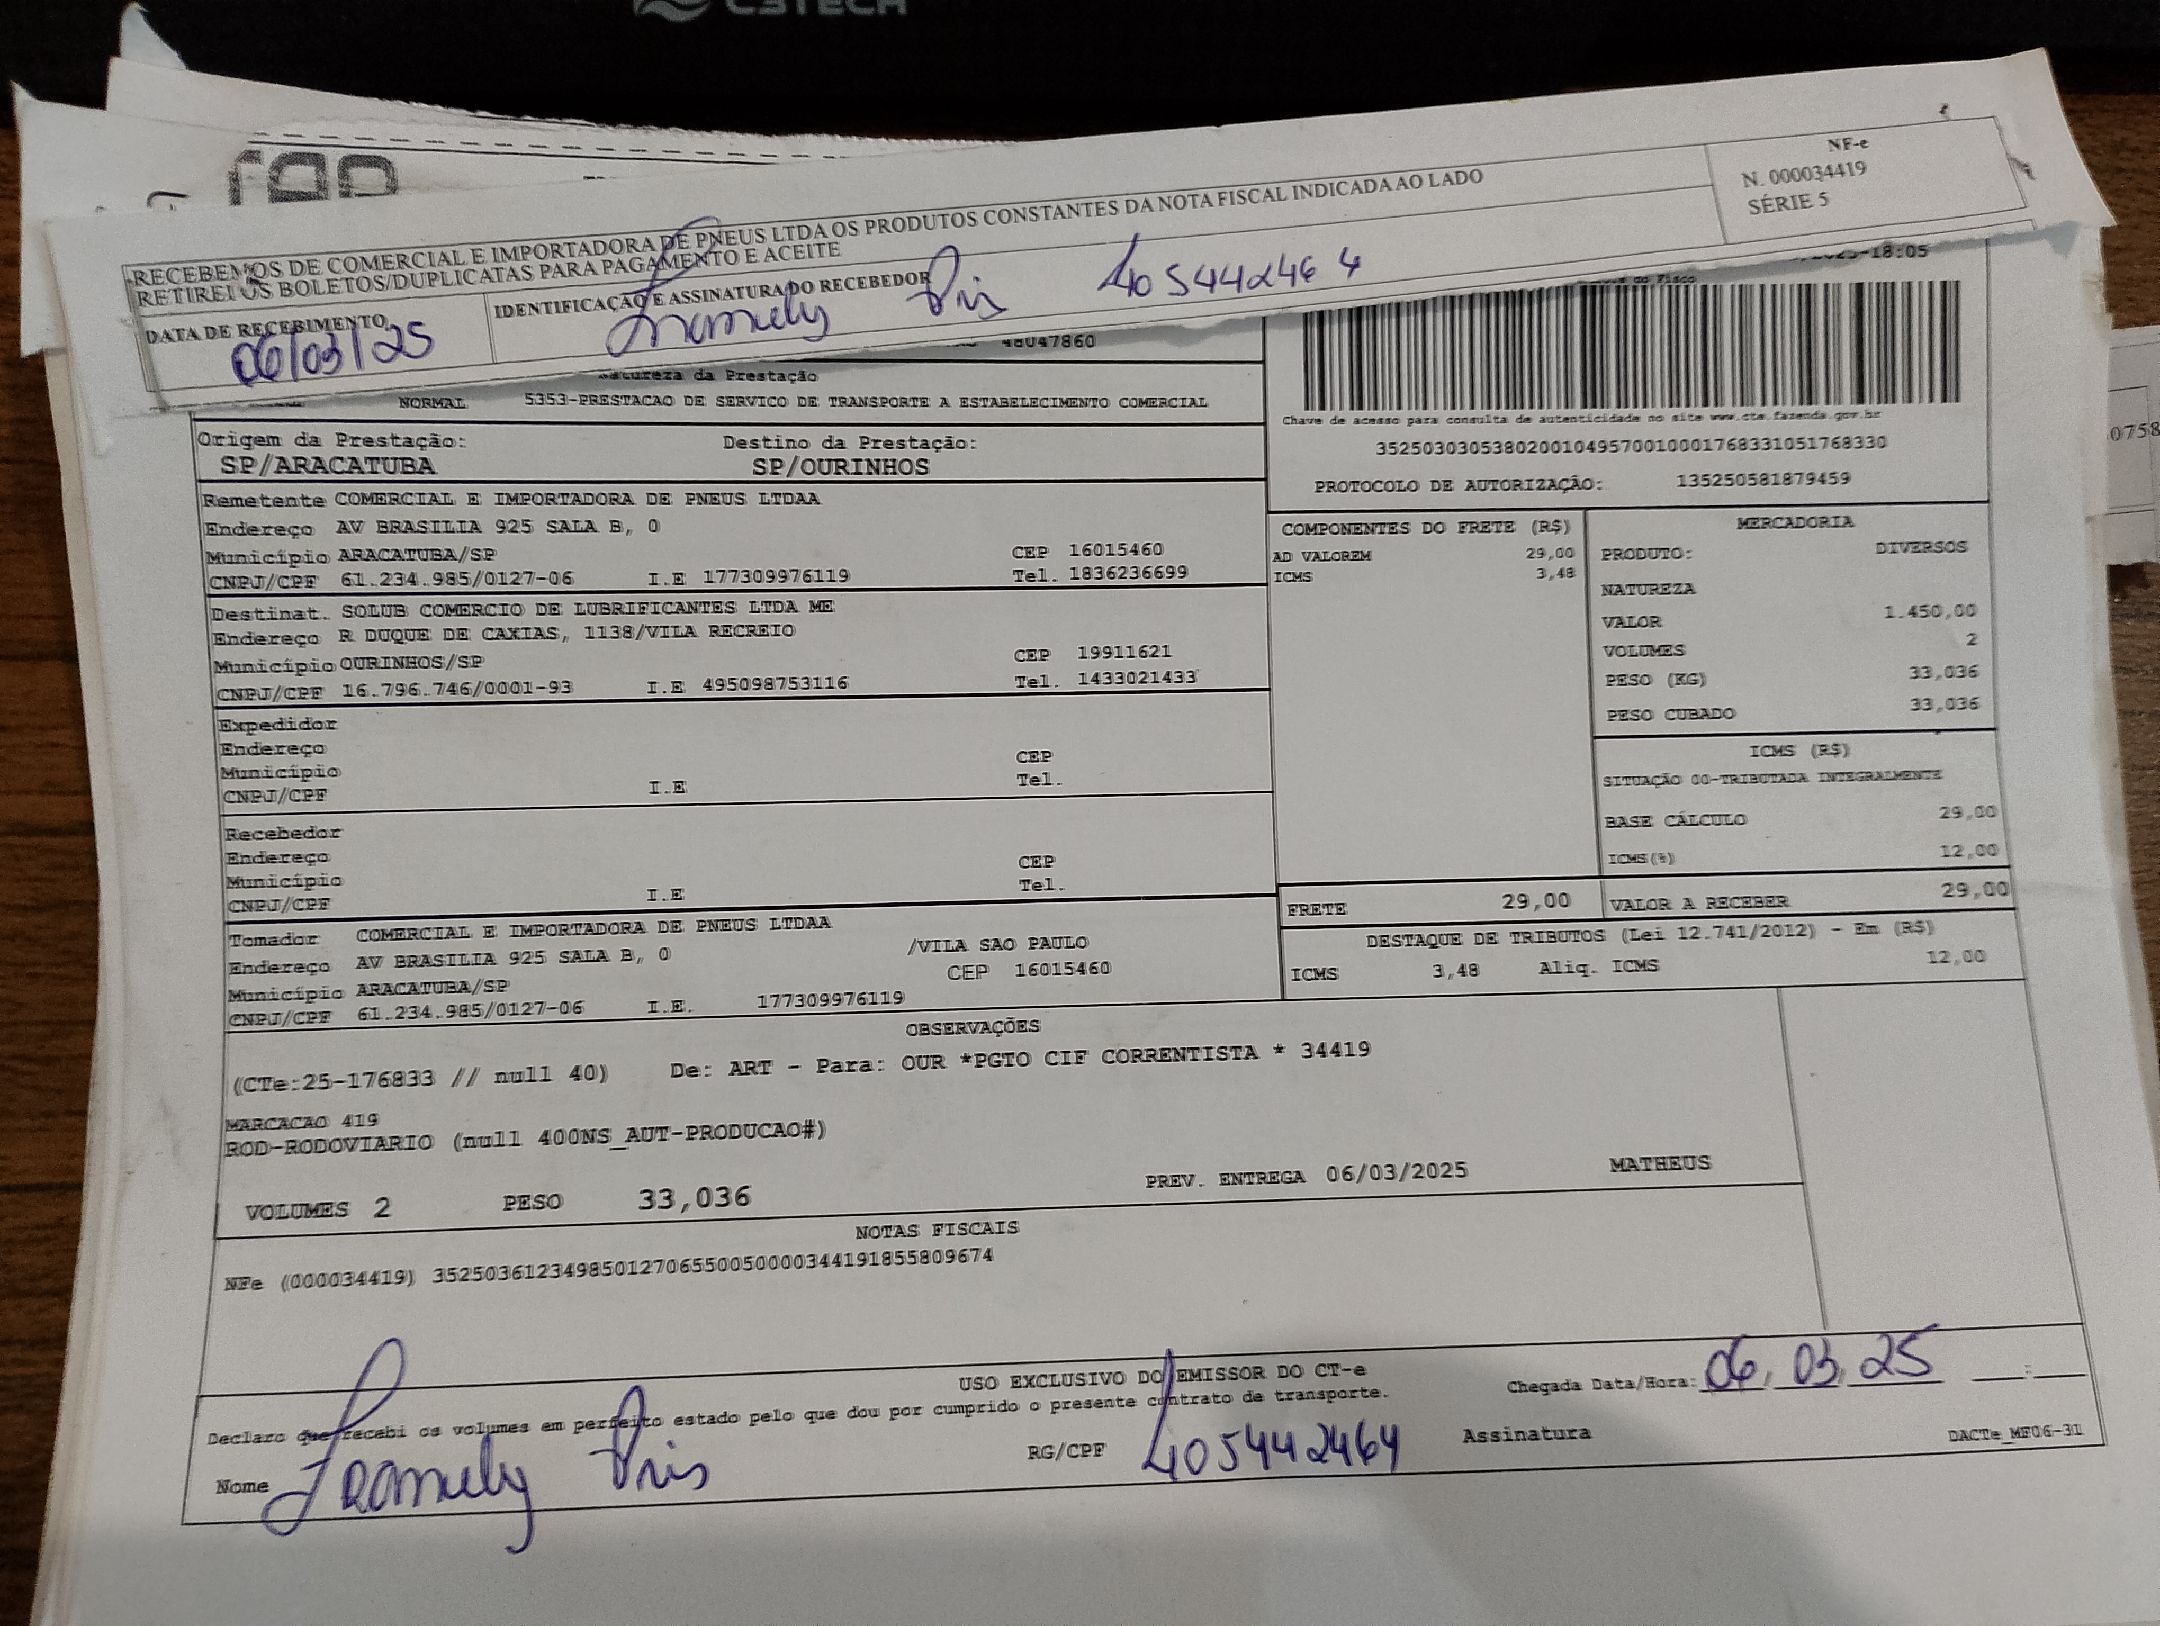 C3TECH
RECEBEMOS DE COMERCIAL E IMPORTADORA DE PNEUS LTDA OS PRODUTOS CONSTANTES DA NOTA FISCAL INDICADA AO LADO
RETIREI OS BOLETOS/DUPLICATAS PARA PAGAMENTO E ACEITE
NF-e
N. 000034419
SÉRIE 5
DATA DE RECEBIMENTO
06/03/25
IDENTIFICAÇÃO E ASSINATURA DO RECEBEDOR
405442464
-18:05
48047860
Natureza da Prestação
NORMAL 5353-PRESTACAO DE SERVICO DE TRANSPORTE A ESTABELECIMENTO COMERCIAL
Chave de acesso para consulta de autenticidade no site www.cte.fazenda.gov.br
35250303053802001049570010001768331051768330
PROTOCOLO DE AUTORIZAÇÃO: 135250581879459
0758
Origem da Prestação: Destino da Prestação:
SP/ARACATUBA SP/OURINHOS
Remetente COMERCIAL E IMPORTADORA DE PNEUS LTDAA
Endereço AV BRASILIA 925 SALA B, 0
Município ARACATUBA/SP CEP 16015460
CNPJ/CPF 61.234.985/0127-06 I.E 177309976119 Tel. 1836236699
Destinat. SOLUB COMERCIO DE LUBRIFICANTES LTDA ME
Endereço R DUQUE DE CAXIAS, 1138/VILA RECREIO
Município OURINHOS/SP CEP 19911621
CNPJ/CPF 16.796.746/0001-93 I.E 495098753116 Tel. 1433021433
Expedidor
Endereço
Município CEP
CNPJ/CPF I.E Tel.
Recebedor
Endereço
Município CEP
CNPJ/CPF I.E Tel.
Tomador COMERCIAL E IMPORTADORA DE PNEUS LTDAA
Endereço AV BRASILIA 925 SALA B, 0 /VILA SAO PAULO
Município ARACATUBA/SP CEP 16015460
CNPJ/CPF 61.234.985/0127-06 I.E. 177309976119
COMPONENTES DO FRETE (R$)
AD VALOREM 29,00
ICMS 3,48
MERCADORIA
PRODUTO: DIVERSOS
NATUREZA
VALOR 1.450,00
VOLUMES 2
PESO (KG) 33,036
PESO CUBADO 33,036
ICMS (R$)
SITUAÇÃO 00-TRIBUTADA INTEGRALMENTE
BASE CÁLCULO 29,00
ICMS(%) 12,00
FRETE 29,00 VALOR A RECEBER 29,00
DESTAQUE DE TRIBUTOS (Lei 12.741/2012) - Em (R$)
ICMS 3,48 Aliq. ICMS 12,00
OBSERVAÇÕES
(CTe:25-176833 // null 40) De: ART - Para: OUR *PGTO CIF CORRENTISTA * 34419
MARCACAO 419
ROD-RODOVIARIO (null 400NS_AUT-PRODUCAO#)
VOLUMES 2 PESO 33,036 PREV. ENTREGA 06/03/2025 MATHEUS
NOTAS FISCAIS
NFe (000034419) 35250361234985012706550050000344191855809674
USO EXCLUSIVO DO EMISSOR DO CT-e
Declaro que recebi os volumes em perfeito estado pelo que dou por cumprido o presente contrato de transporte.
Chegada Data/Hora: 06, 03, 25 :
Nome RG/CPF 405442464 Assinatura
DACTe_MF06-31